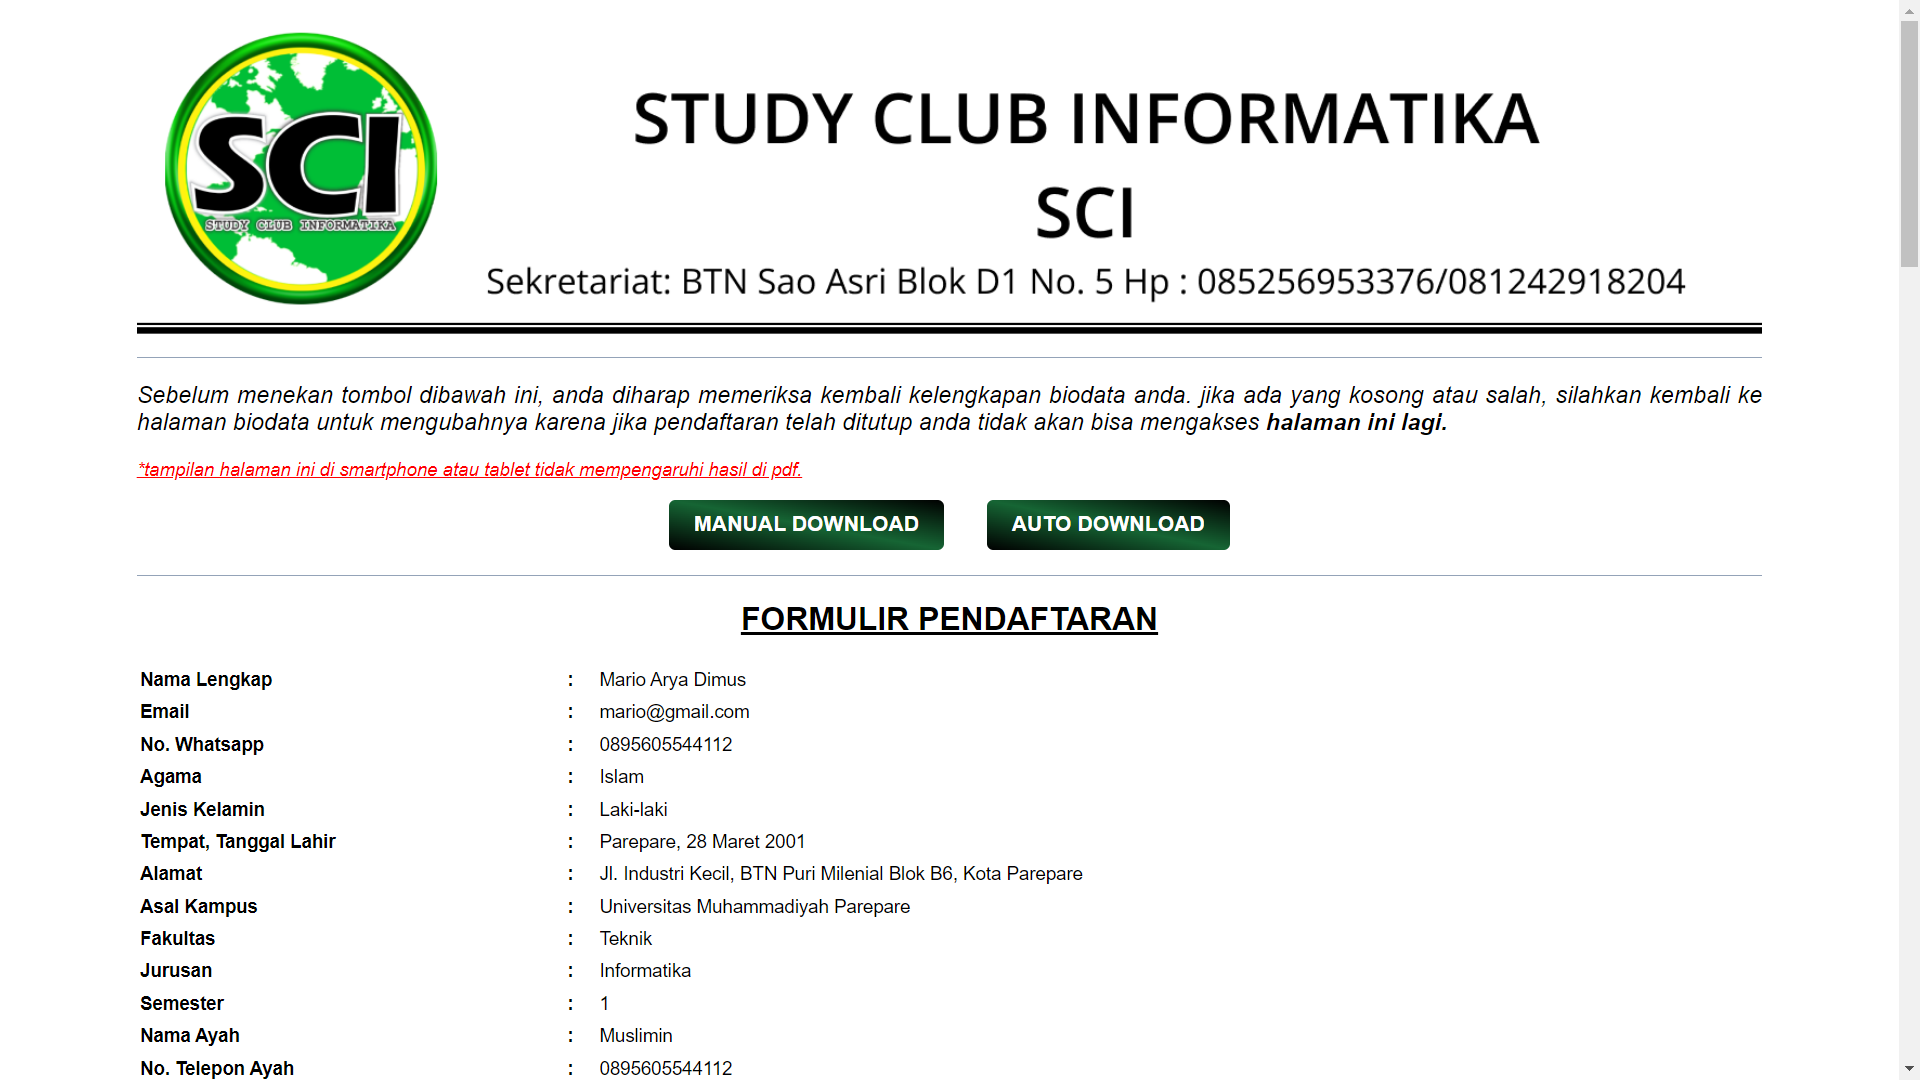 SCI
STUDY CLUB INFORMATIKA
STUDY CLUB INFORMATIKA
SCI
Sekretariat: BTN Sao Asri Blok D1 No. 5 Hp : 085256953376/081242918204
Sebelum menekan tombol dibawah ini, anda diharap memeriksa kembali kelengkapan biodata anda. jika ada yang kosong atau salah, silahkan kembali ke
halaman biodata untuk mengubahnya karena jika pendaftaran telah ditutup anda tidak akan bisa mengakses halaman ini lagi.
*tampilan halaman ini di smartphone atau tablet tidak mempengaruhi hasil di pdf.
MANUAL DOWNLOAD AUTO DOWNLOAD
FORMULIR PENDAFTARAN
Nama Lengkap : Mario Arya Dimus
Email : mario@gmail.com
No. Whatsapp : 0895605544112
Agama : Islam
Jenis Kelamin : Laki-laki
Tempat, Tanggal Lahir : Parepare, 28 Maret 2001
Alamat : Jl. Industri Kecil, BTN Puri Milenial Blok B6, Kota Parepare
Asal Kampus : Universitas Muhammadiyah Parepare
Fakultas : Teknik
Jurusan : Informatika
Semester : 1
Nama Ayah : Muslimin
No. Telepon Ayah : 0895605544112